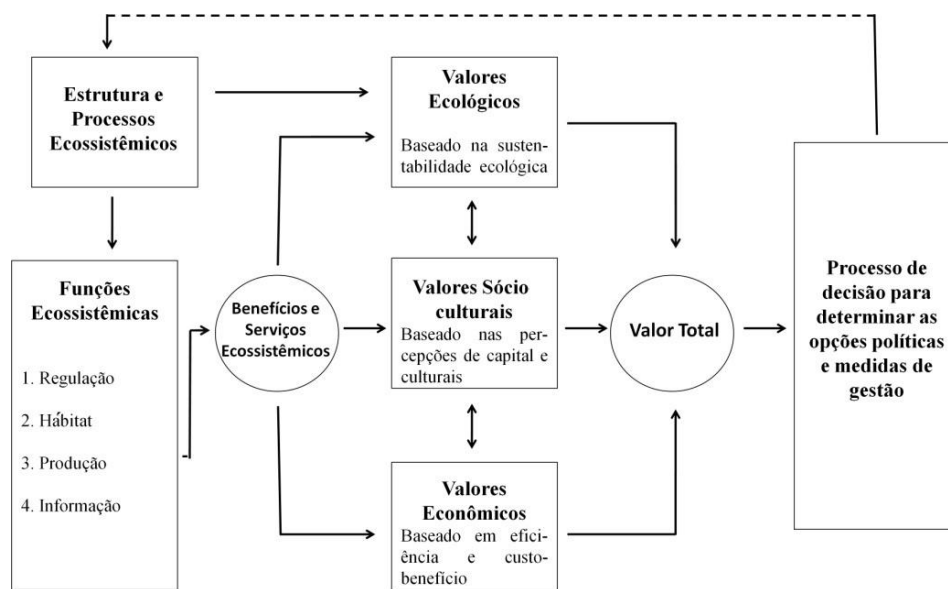 Estrutura e
Processos
Ecossistêmicos
Funções
Ecossistêmicas
1. Regulação
2. Hábitat
3. Produção
4. Informação
Benefícios e
Serviços
Ecossistêmicos
Valores
Ecológicos
Baseado na susten-
tabilidade ecológica
Valores Sócio
culturais
Baseado nas per-
cepções de capital e
culturais
Valores
Econômicos
Baseado em efici-
ência e custo-
benefício
Valor Total
Processo de
decisão para
determinar as
opções políticas
e medidas de
gestão